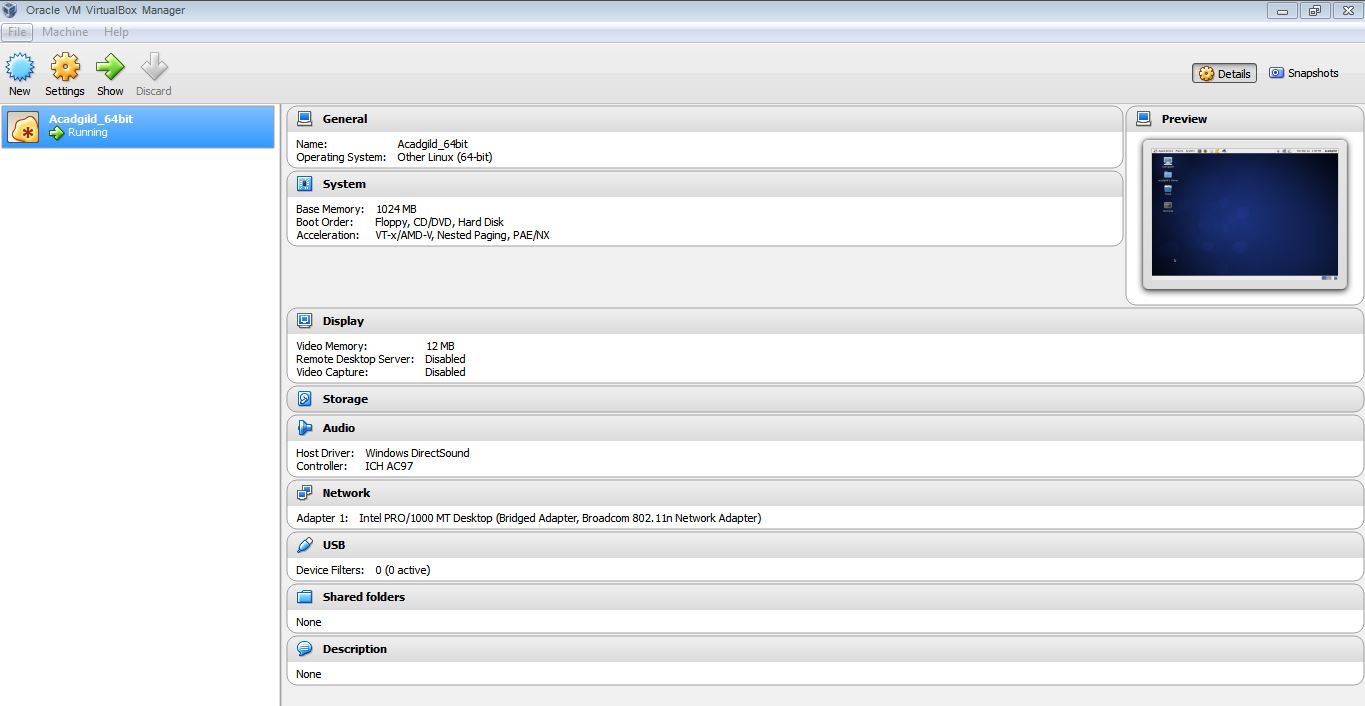 Oracle VM VirtualBox Manager
File Machine Help
New Settings Show Discard
Details Snapshots
Acadgild_64bit
Running
General
Name: Acadgild_64bit
Operating System: Other Linux (64-bit)
Preview
System
Base Memory: 1024 MB
Boot Order: Floppy, CD/DVD, Hard Disk
Acceleration: VT-x/AMD-V, Nested Paging, PAE/NX
Display
Video Memory: 12 MB
Remote Desktop Server: Disabled
Video Capture: Disabled
Storage
Audio
Host Driver: Windows DirectSound
Controller: ICH AC97
Network
Adapter 1: Intel PRO/1000 MT Desktop (Bridged Adapter, Broadcom 802.11n Network Adapter)
USB
Device Filters: 0 (0 active)
Shared folders
None
Description
None